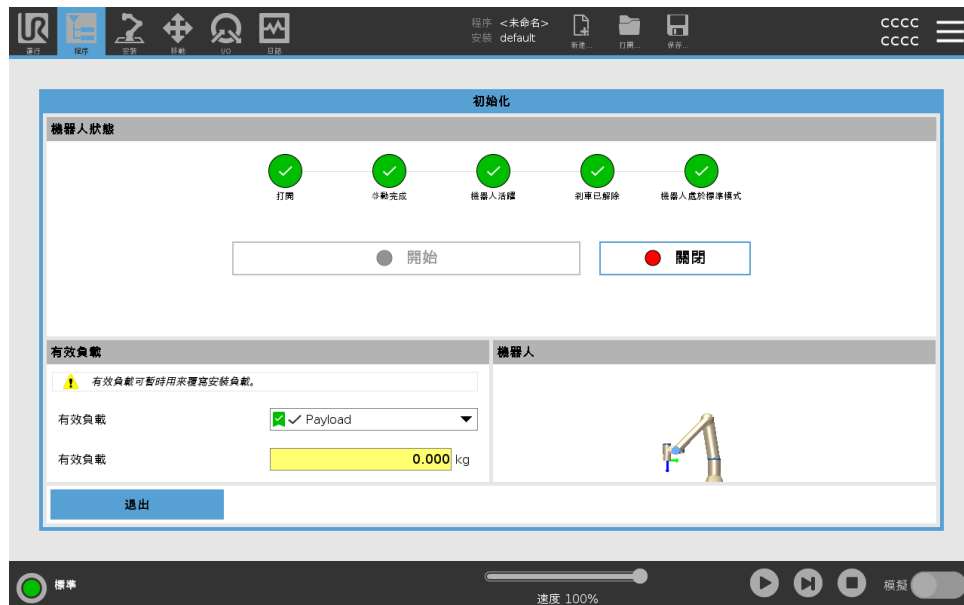 程序 <未命名>
安裝 default
CCCC
CCCC
運行
程序
安裝
移動
I/O
日誌
新建...
打開...
保存...
初始化
機器人狀態
打開
啓動完成
機器人活躍
剎車已解除
機器人處於標準模式
開始
關閉
有效負載
機器人
有效負載可暫時用來覆寫安裝負載。
有效負載
Payload
有效負載
0.000 kg
退出
標準
速度 100%
模擬